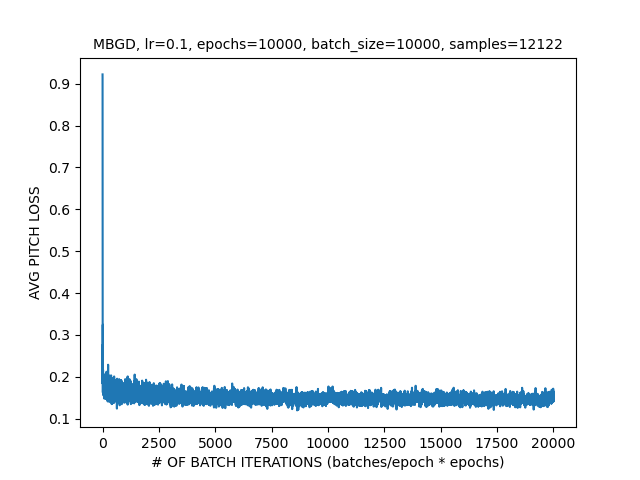 MBGD, lr=0.1, epochs=10000, batch_size=10000, samples=12122
AVG PITCH LOSS
0.9
0.8
0.7
0.6
0.5
0.4
0.3
0.2
0.1
0 2500 5000 7500 10000 12500 15000 17500 20000
# OF BATCH ITERATIONS (batches/epoch * epochs)